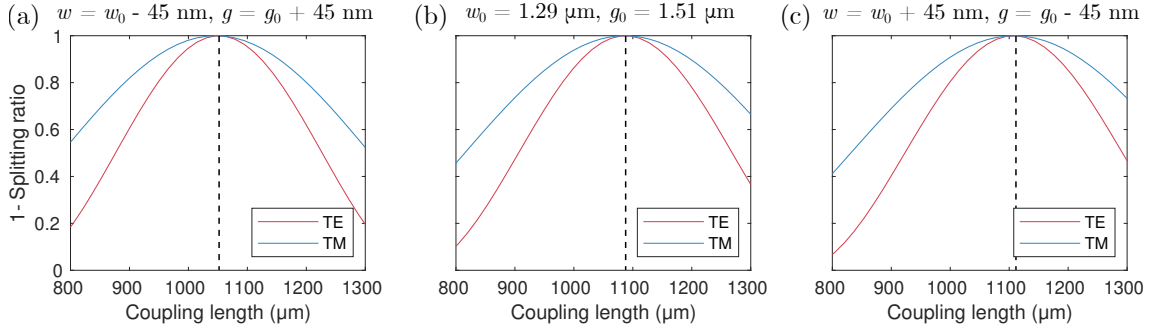 (a) w = w₀ - 45 nm, g = g₀ + 45 nm
1- Splitting ratio
1
0.8
0.6
0.4
0.2
0
TE
TM
800 900 1000 1100 1200 1300
Coupling length (µm)
(b) w₀ = 1.29 µm, g₀ = 1.51 µm
TE
TM
800 900 1000 1100 1200 1300
Coupling length (µm)
(c) w = w₀ + 45 nm, g = g₀ - 45 nm
TE
TM
800 900 1000 1100 1200 1300
Coupling length (µm)